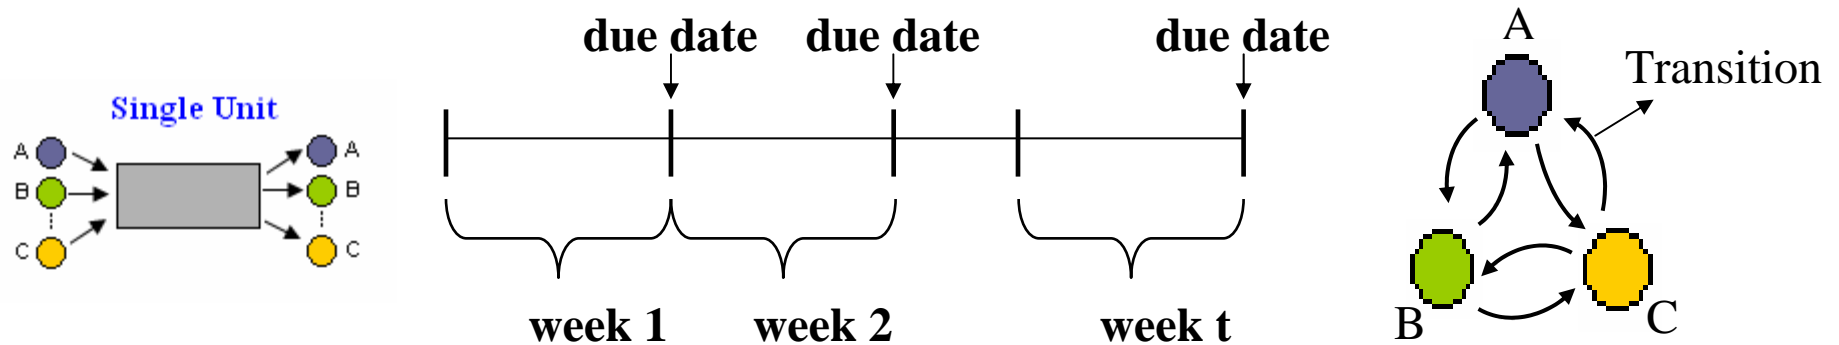 Single Unit
A
B
C
A
B
C
due date
due date
due date
week 1
week 2
week t
A
Transition
B
C